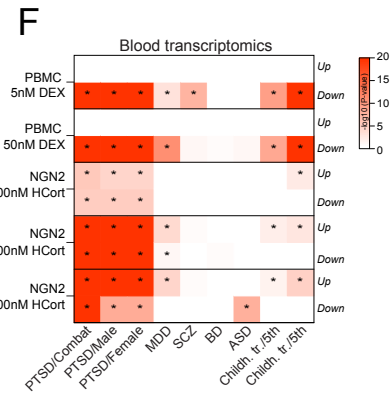 F
Blood transcriptomics
PBMC
5nM DEX
Up
Down
PBMC
50nM DEX
Up
Down
NGN2
00nM HCort
Up
Down
NGN2
00nM HCort
Up
Down
NGN2
00nM HCort
Up
Down
PTSD/Combat
PTSD/Male
PTSD/Female
MDD
SCZ
BD
ASD
Childh. tr./5th
Childh. tr./5th
20
15
10
5
0
-log10 (P-value)